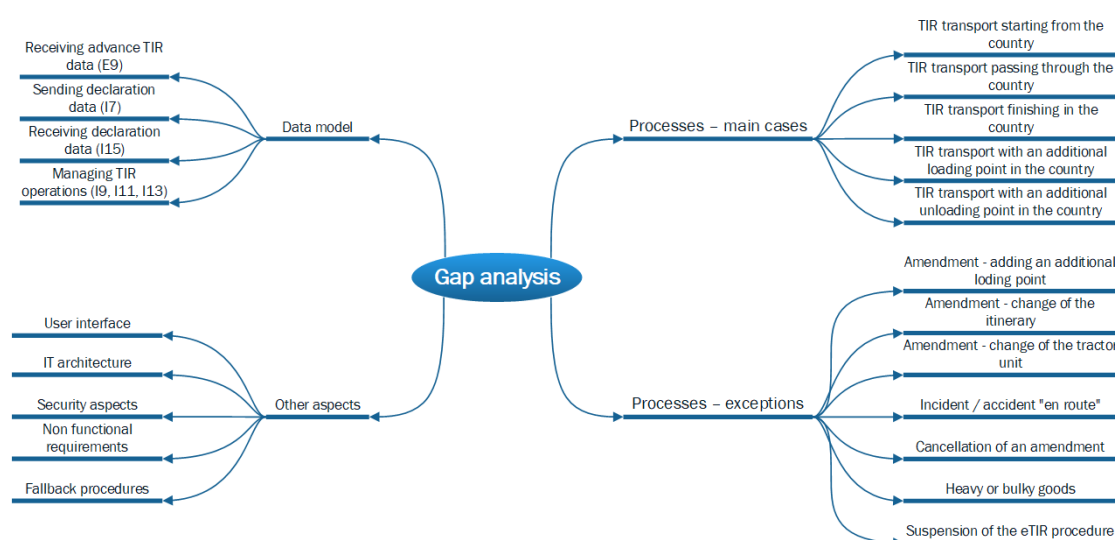 Receiving advance TIR
data (E9)
Sending declaration
data (I7)
Receiving declaration
data (I15)
Managing TIR
operations (I9, I11, I13)
Data model
User interface
IT architecture
Security aspects
Non functional
requirements
Fallback procedures
Other aspects
Gap analysis
Processes – main cases
TIR transport starting from the
country
TIR transport passing through the
country
TIR transport finishing in the
country
TIR transport with an additional
loading point in the country
TIR transport with an additional
unloading point in the country
Processes – exceptions
Amendment - adding an additional
loding point
Amendment - change of the
itinerary
Amendment - change of the tractor
unit
Incident / accident "en route"
Cancellation of an amendment
Heavy or bulky goods
Suspension of the eTIR procedure